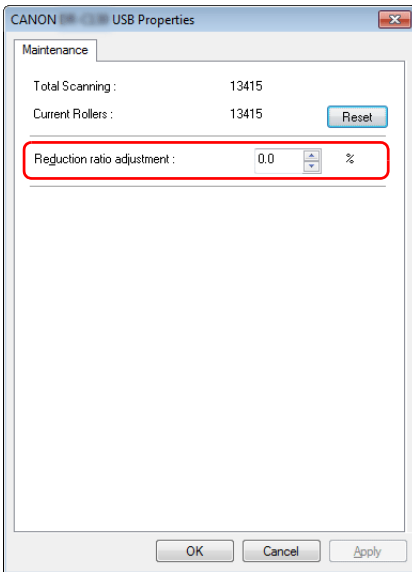 CANON USB Properties
Maintenance
Total Scanning : 13415
Current Rollers : 13415 Reset
Reduction ratio adjustment : 0.0 %
OK Cancel Apply